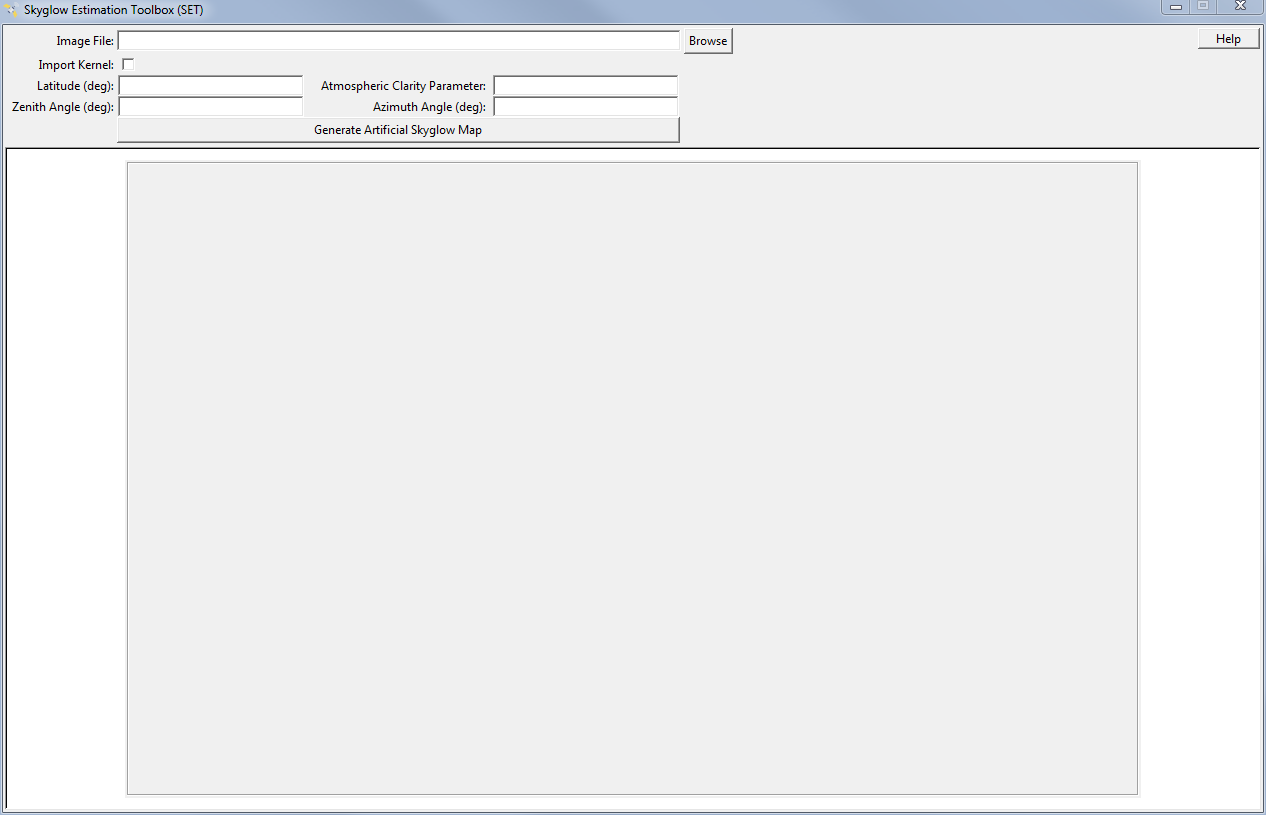 Skyglow Estimation Toolbox (SET)
Image File: Browse Help
Import Kernel:
Latitude (deg): Atmospheric Clarity Parameter:
Zenith Angle (deg): Azimuth Angle (deg):
Generate Artificial Skyglow Map